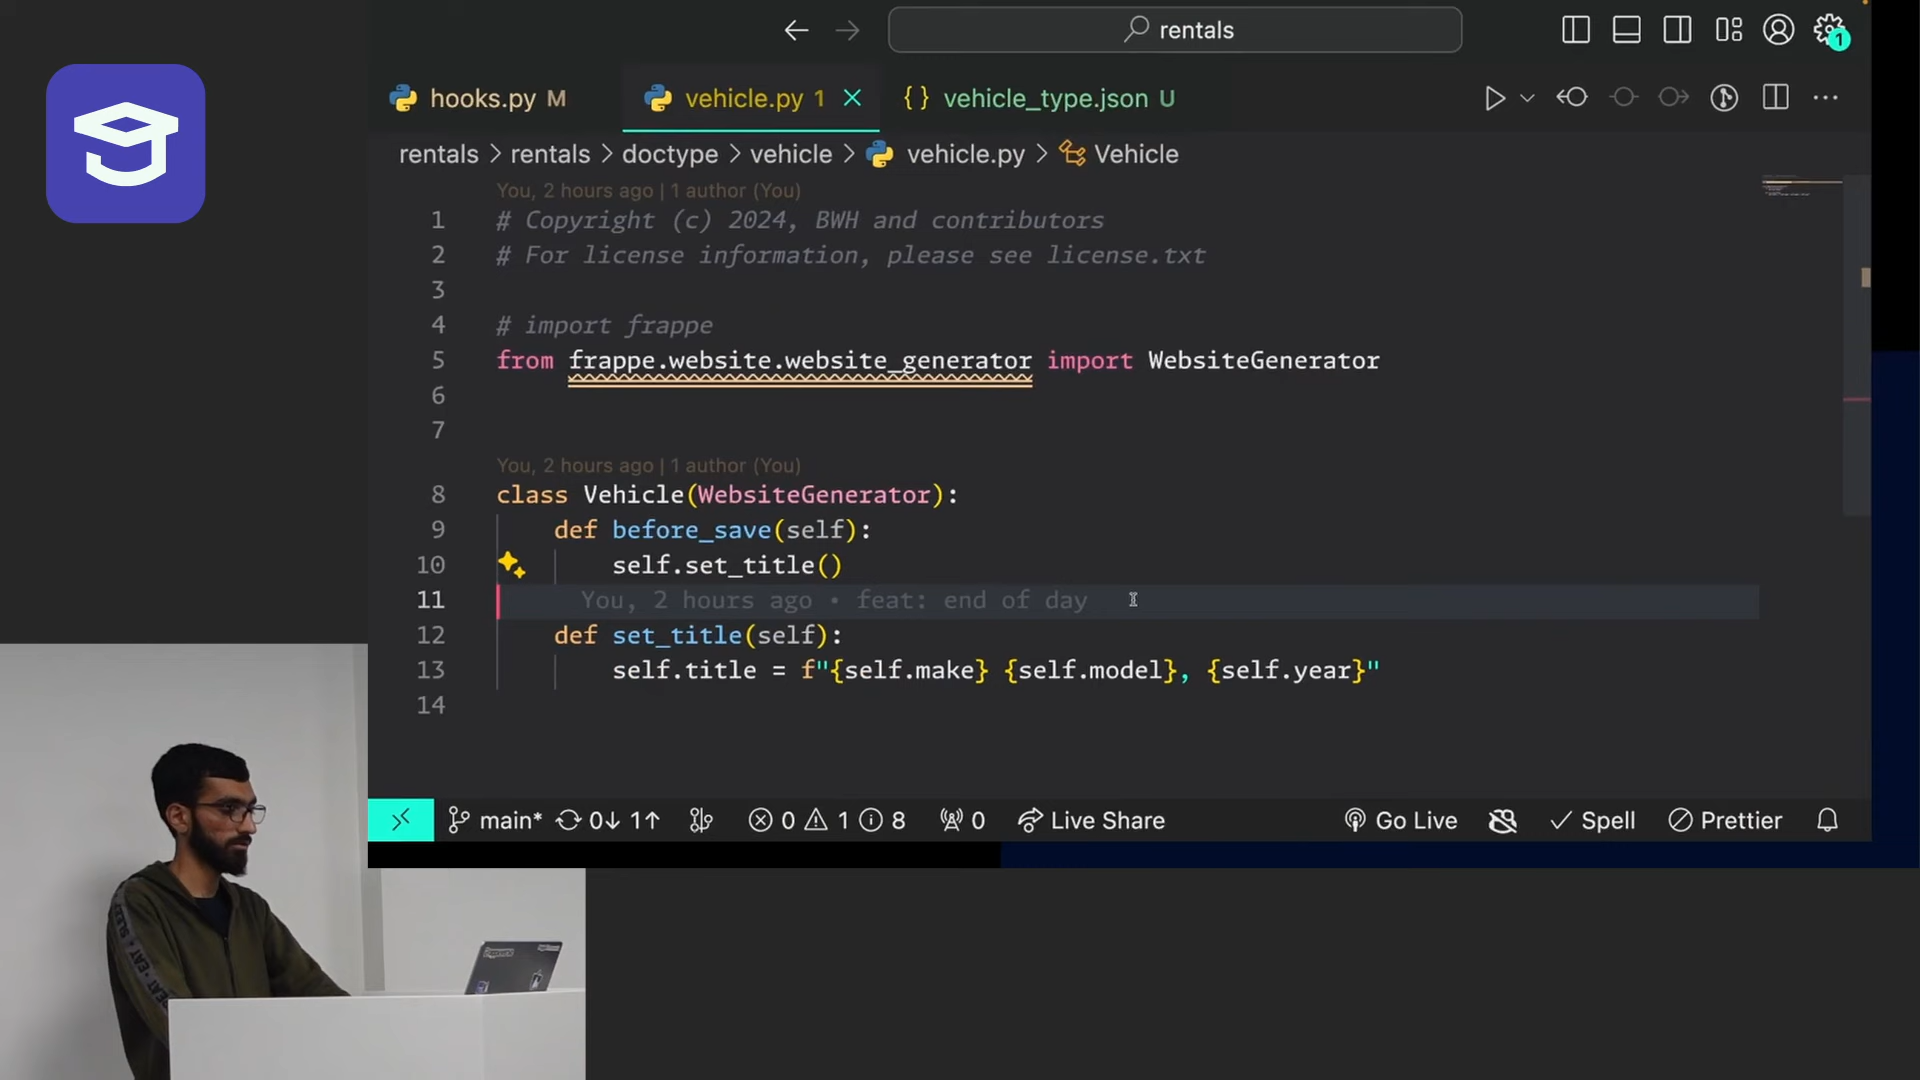 rentals
hooks.py M
vehicle.py 1
{} vehicle_type.json U
rentals > rentals > doctype > vehicle > vehicle.py > Vehicle
You, 2 hours ago | 1 author (You)
1 # Copyright (c) 2024, BWH and contributors
2 # For license information, please see license.txt
3
4 # import frappe
5 from frappe.website.website_generator import WebsiteGenerator
6
7
You, 2 hours ago | 1 author (You)
8 class Vehicle(WebsiteGenerator):
9 def before_save(self):
10 self.set_title()
11 You, 2 hours ago • feat: end of day
12 def set_title(self):
13 self.title = f"{self.make} {self.model}, {self.year}"
14
main* 0↓ 1↑ 0 1 8 0 Live Share Go Live Spell Prettier
1